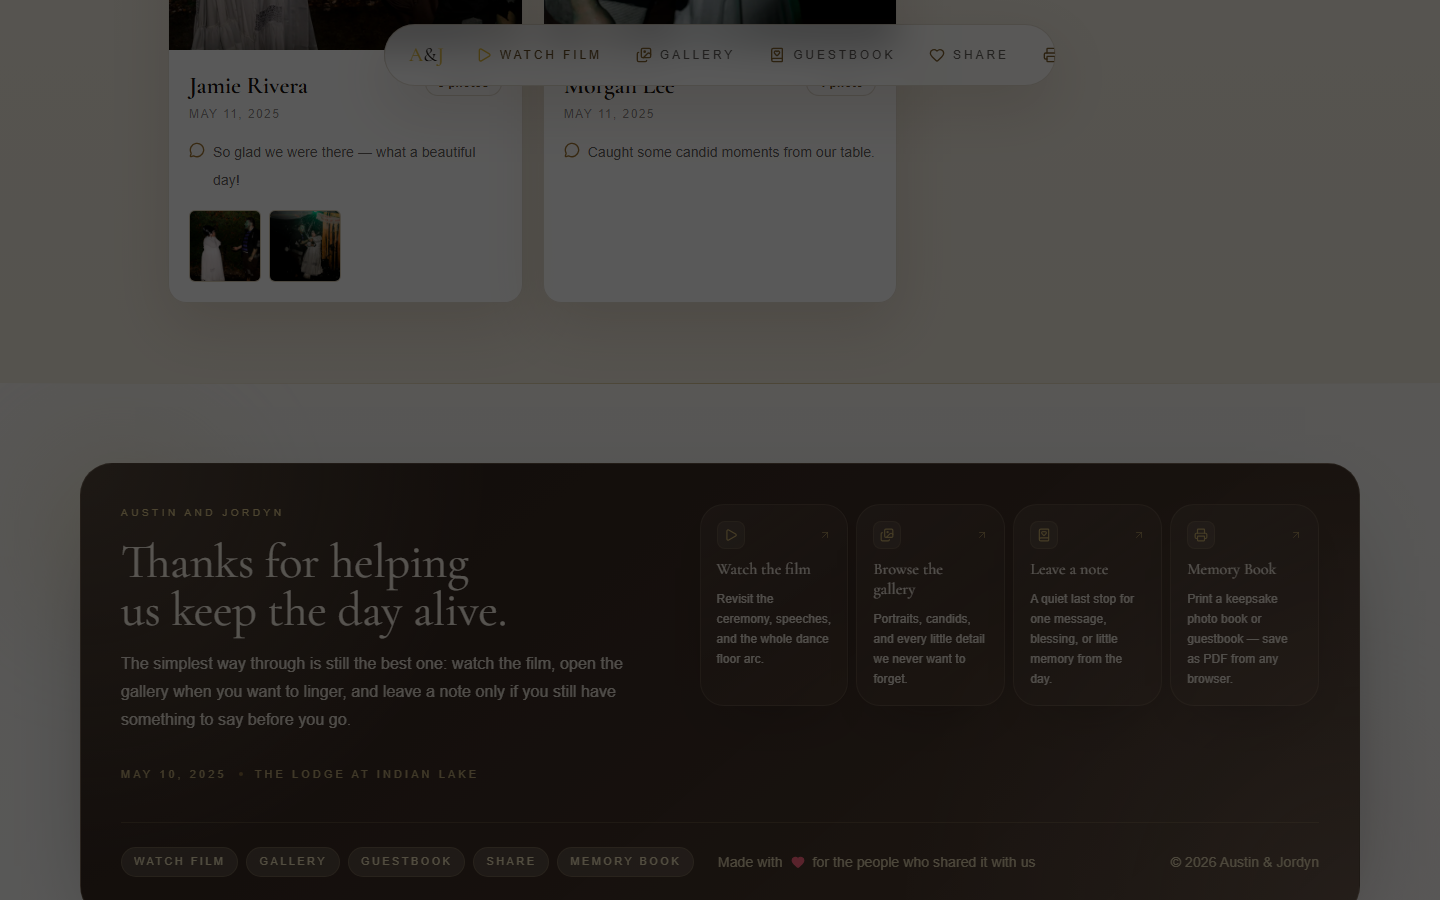 A&J
WATCH FILM
GALLERY
GUESTBOOK
SHARE
Jamie Rivera
MAY 11, 2025
So glad we were there — what a beautiful
day!
Morgan Lee
MAY 11, 2025
Caught some candid moments from our table.
AUSTIN AND JORDYN
Thanks for helping
us keep the day alive.
The simplest way through is still the best one: watch the film, open the
gallery when you want to linger, and leave a note only if you still have
something to say before you go.
MAY 10, 2025 • THE LODGE AT INDIAN LAKE
Watch the film
Revisit the
ceremony, speeches,
and the whole dance
floor arc.
Browse the
gallery
Portraits, candids,
and every little detail
we never want to
forget.
Leave a note
A quiet last stop for
one message,
blessing, or little
memory from the
day.
Memory Book
Print a keepsake
photo book or
guestbook — save
as PDF from any
browser.
WATCH FILM
GALLERY
GUESTBOOK
SHARE
MEMORY BOOK
Made with ♥ for the people who shared it with us
© 2026 Austin & Jordyn